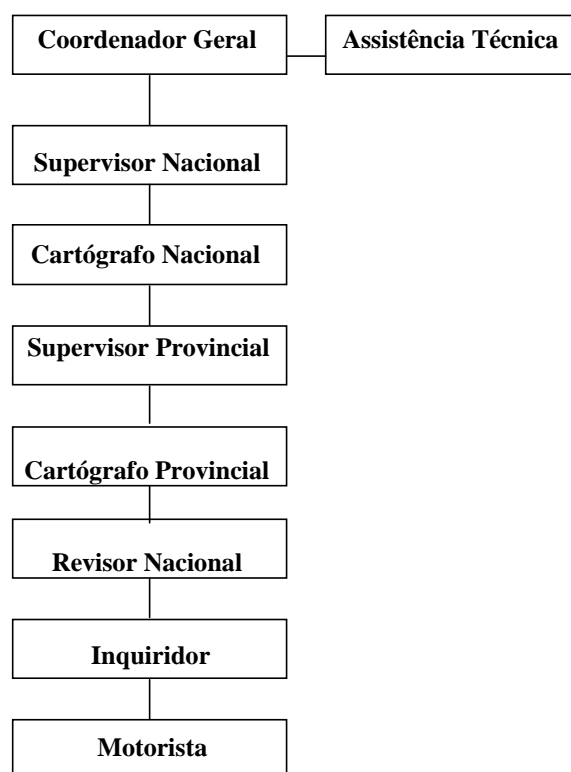 Coordenador Geral
Assistência Técnica
Supervisor Nacional
Cartógrafo Nacional
Supervisor Provincial
Cartógrafo Provincial
Revisor Nacional
Inquiridor
Motorista